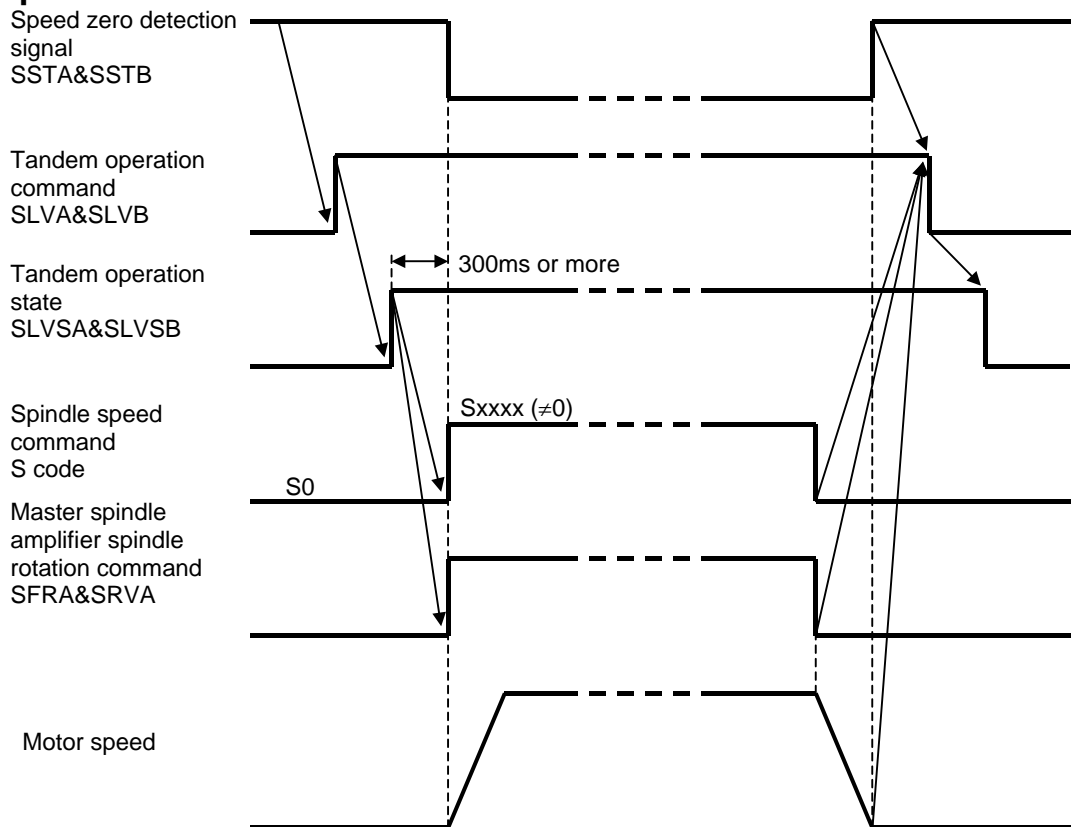 Speed zero detection
signal
SSTA&SSTB
Tandem operation
command
SLVA&SLVB
300ms or more
Tandem operation
state
SLVSA&SLVSB
Sxxxx (≠0)
Spindle speed
command
S code
S0
Master spindle
amplifier spindle
rotation command
SFRA&SRVA
Motor speed